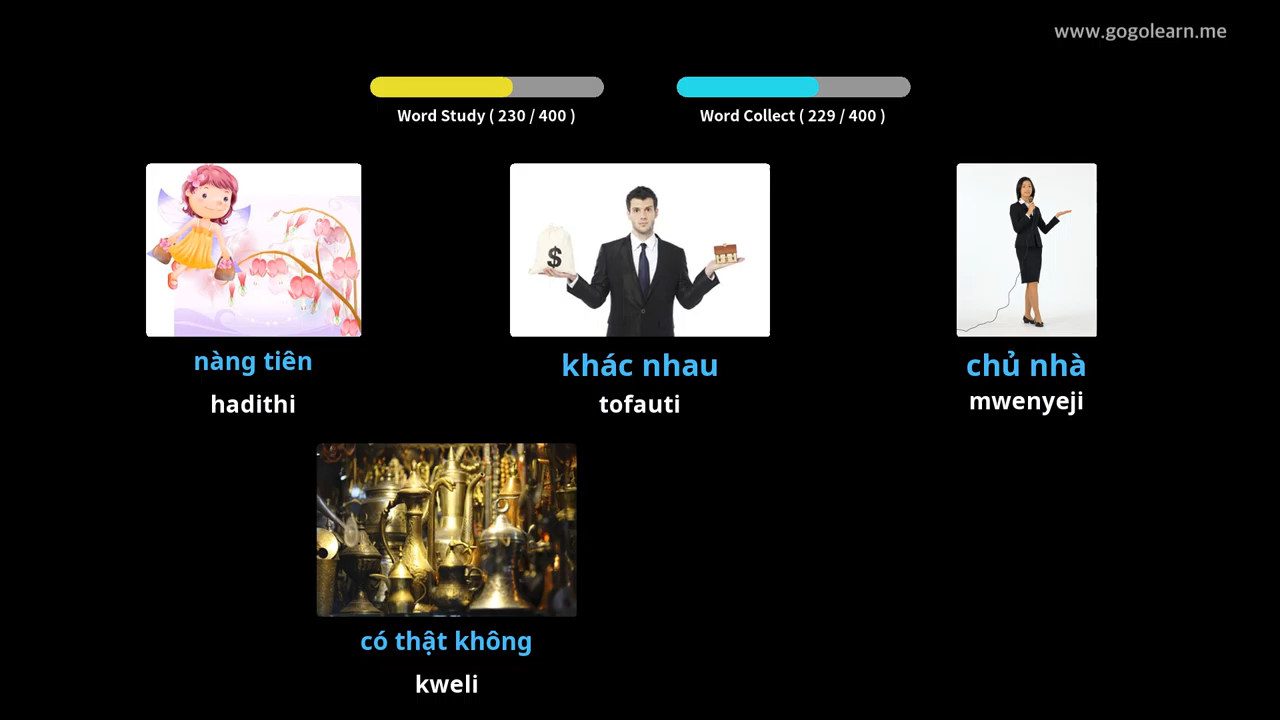 www.gogolearn.me
Word Study ( 230 / 400 )
Word Collect ( 229 / 400 )
$
nàng tiên
khác nhau
chủ nhà
hadithi
tofauti
mwenyeji
có thật không
kweli